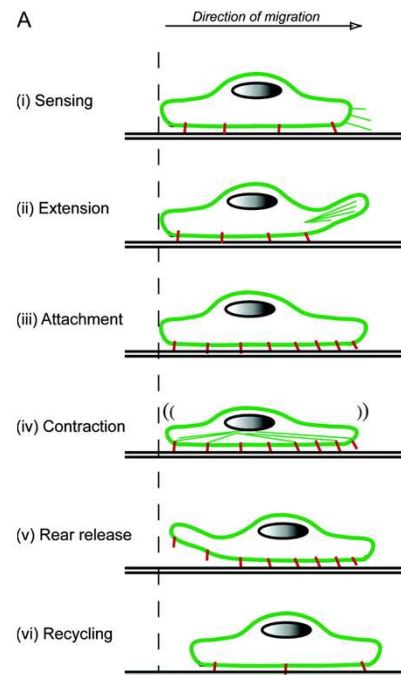 A
Direction of migration
(i) Sensing
(ii) Extension
(iii) Attachment
(iv) Contraction
(v) Rear release
(vi) Recycling